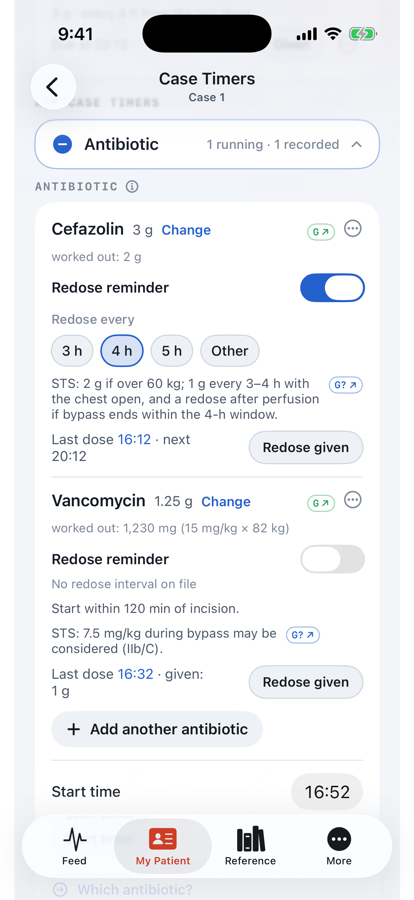 9:41
Case Timers
Case 1
CASE TIMERS
Antibiotic 1 running · 1 recorded
ANTIBIOTIC
Cefazolin 3 g Change G ↗
worked out: 2 g
Redose reminder
Redose every
3 h 4 h 5 h Other
STS: 2 g if over 60 kg; 1 g every 3–4 h with G? ↗
the chest open, and a redose after perfusion
if bypass ends within the 4-h window.
Last dose 16:12 · next
20:12
Redose given
Vancomycin 1.25 g Change G ↗
worked out: 1,230 mg (15 mg/kg × 82 kg)
Redose reminder
No redose interval on file
Start within 120 min of incision.
STS: 7.5 mg/kg during bypass may be G? ↗
considered (IIb/C).
Last dose 16:32 · given:
1 g
Redose given
+ Add another antibiotic
Start time 16:52
Feed My Patient Reference More
Which antibiotic?